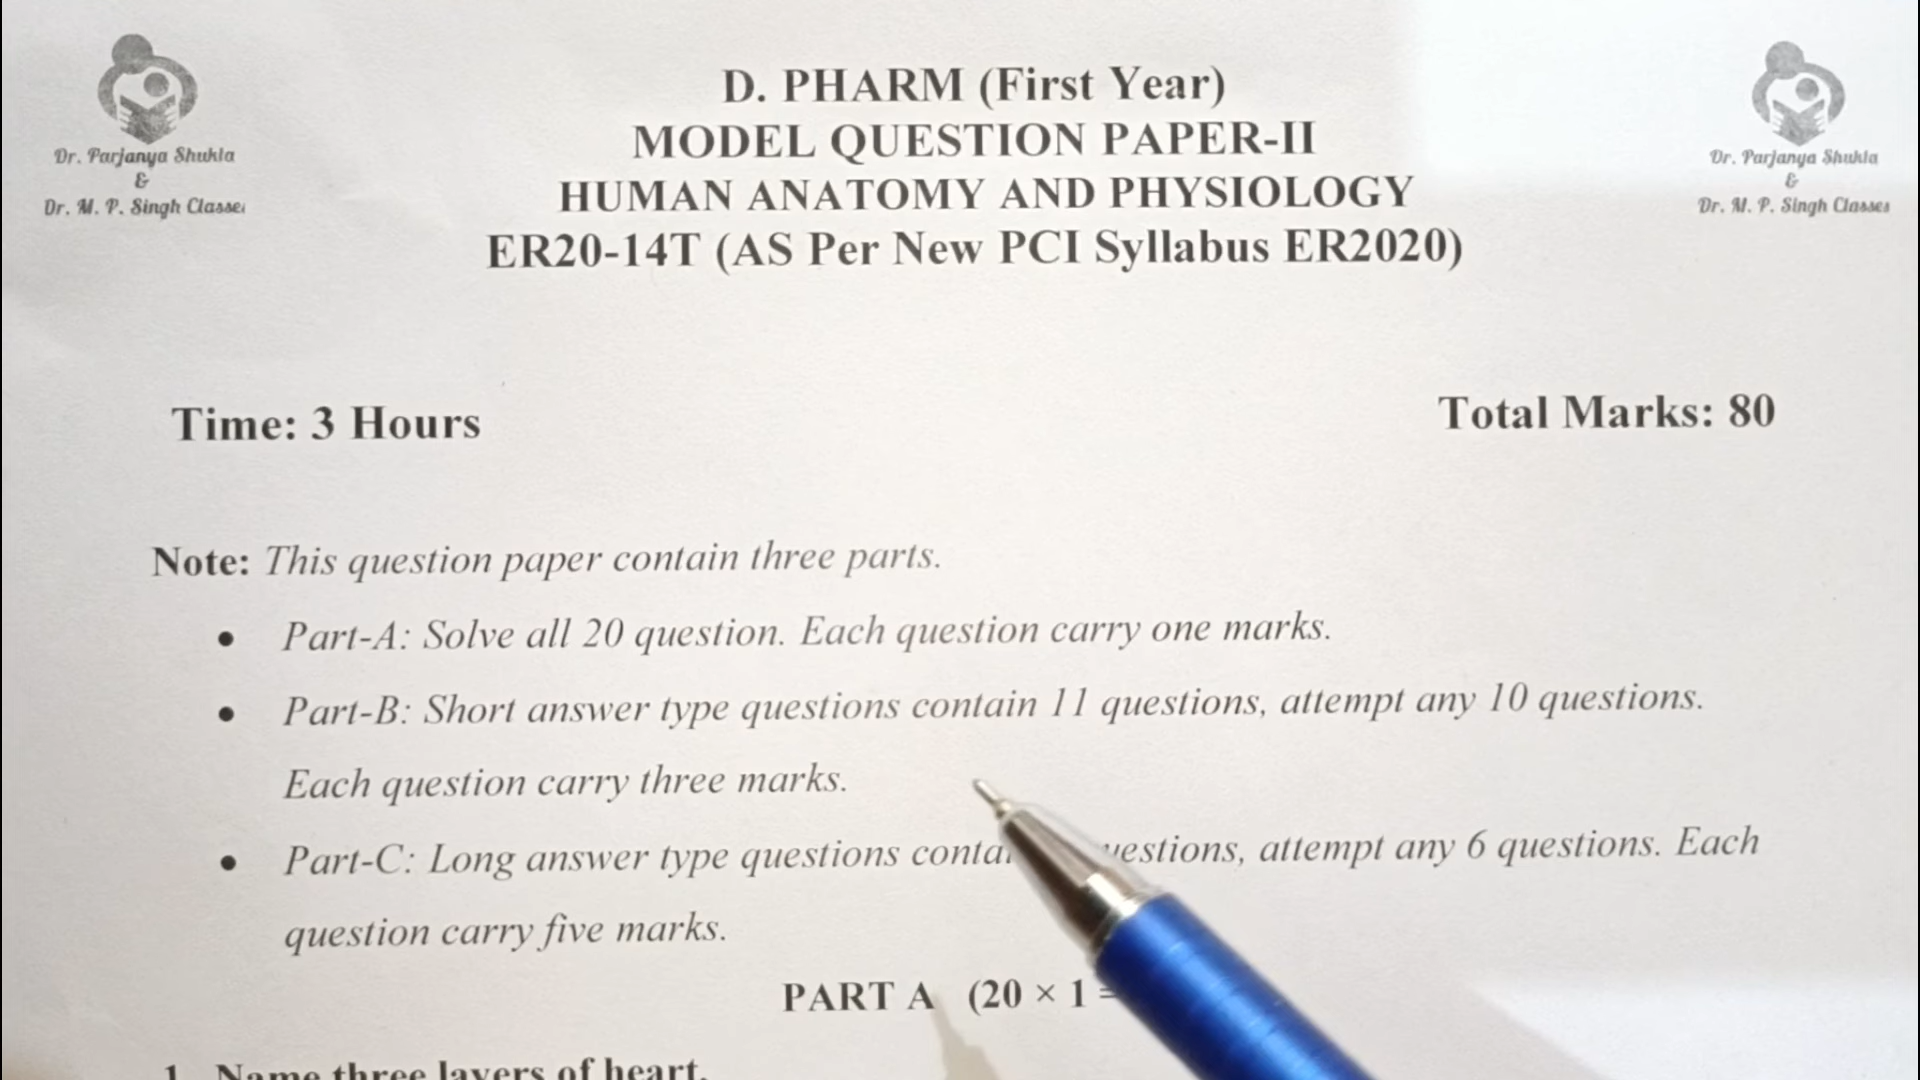 Dr. Parjanya Shukla
&
Dr. M. P. Singh Classes
Dr. Parjanya Shukla
&
Dr. M. P. Singh Classes
D. PHARM (First Year)
MODEL QUESTION PAPER-II
HUMAN ANATOMY AND PHYSIOLOGY
ER20-14T (AS Per New PCI Syllabus ER2020)
Time: 3 Hours
Total Marks: 80
Note: This question paper contain three parts.
• Part-A: Solve all 20 question. Each question carry one marks.
• Part-B: Short answer type questions contain 11 questions, attempt any 10 questions.
Each question carry three marks.
• Part-C: Long answer type questions attempt any 6 questions. Each
question carry five marks.
PART A (20 × 1 =
1. Name three layers of heart.